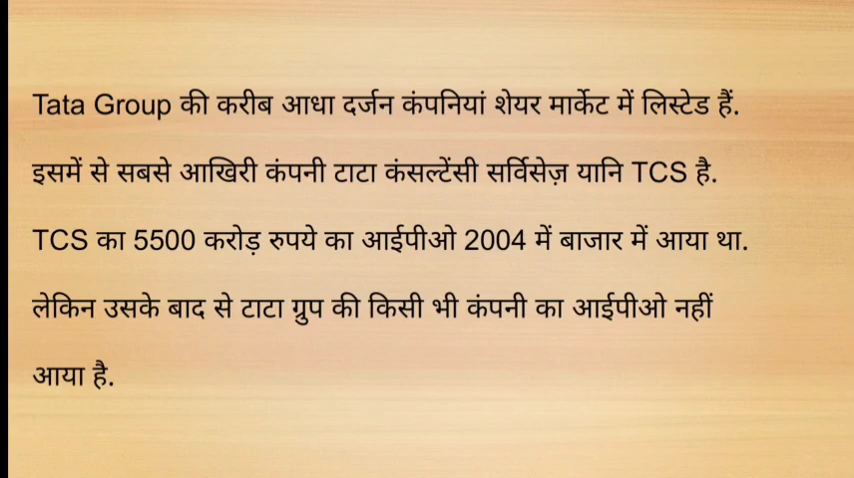 Tata Group की करीब आधा दर्जन कंपनियां शेयर मार्केट में लिस्टेड हैं.
इसमें से सबसे आखिरी कंपनी टाटा कंसल्टेंसी सर्विसेज़ यानि TCS है.
TCS का 5500 करोड़ रुपये का आईपीओ 2004 में बाजार में आया था.
लेकिन उसके बाद से टाटा ग्रुप की किसी भी कंपनी का आईपीओ नहीं
आया है.